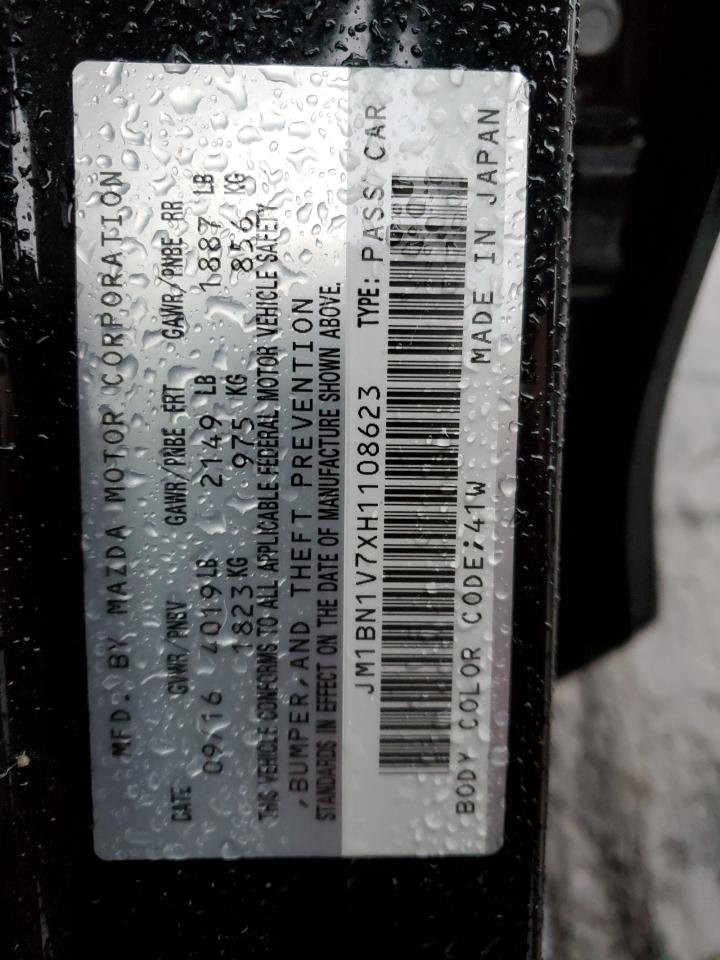 MFD. BY MAZDA MOTOR CORPORATION
DATE GVWR/PNBV GAWR/PNBE FRT GAWR/PNBE RR
09/16 4019LB 2149 LB 1887 LB
1823KG 975 KG 856 KG
THIS VEHICLE CONFORMS TO ALL APPLICABLE FEDERAL MOTOR VEHICLE SAFETY
,BUMPER,AND THEFT PREVENTION
STANDARDS IN EFFECT ON THE DATE OF MANUFACTURE SHOWN ABOVE.
JM1BN1V7XH1108623 TYPE: PASS CAR
BODY COLOR CODE:41W MADE IN JAPAN